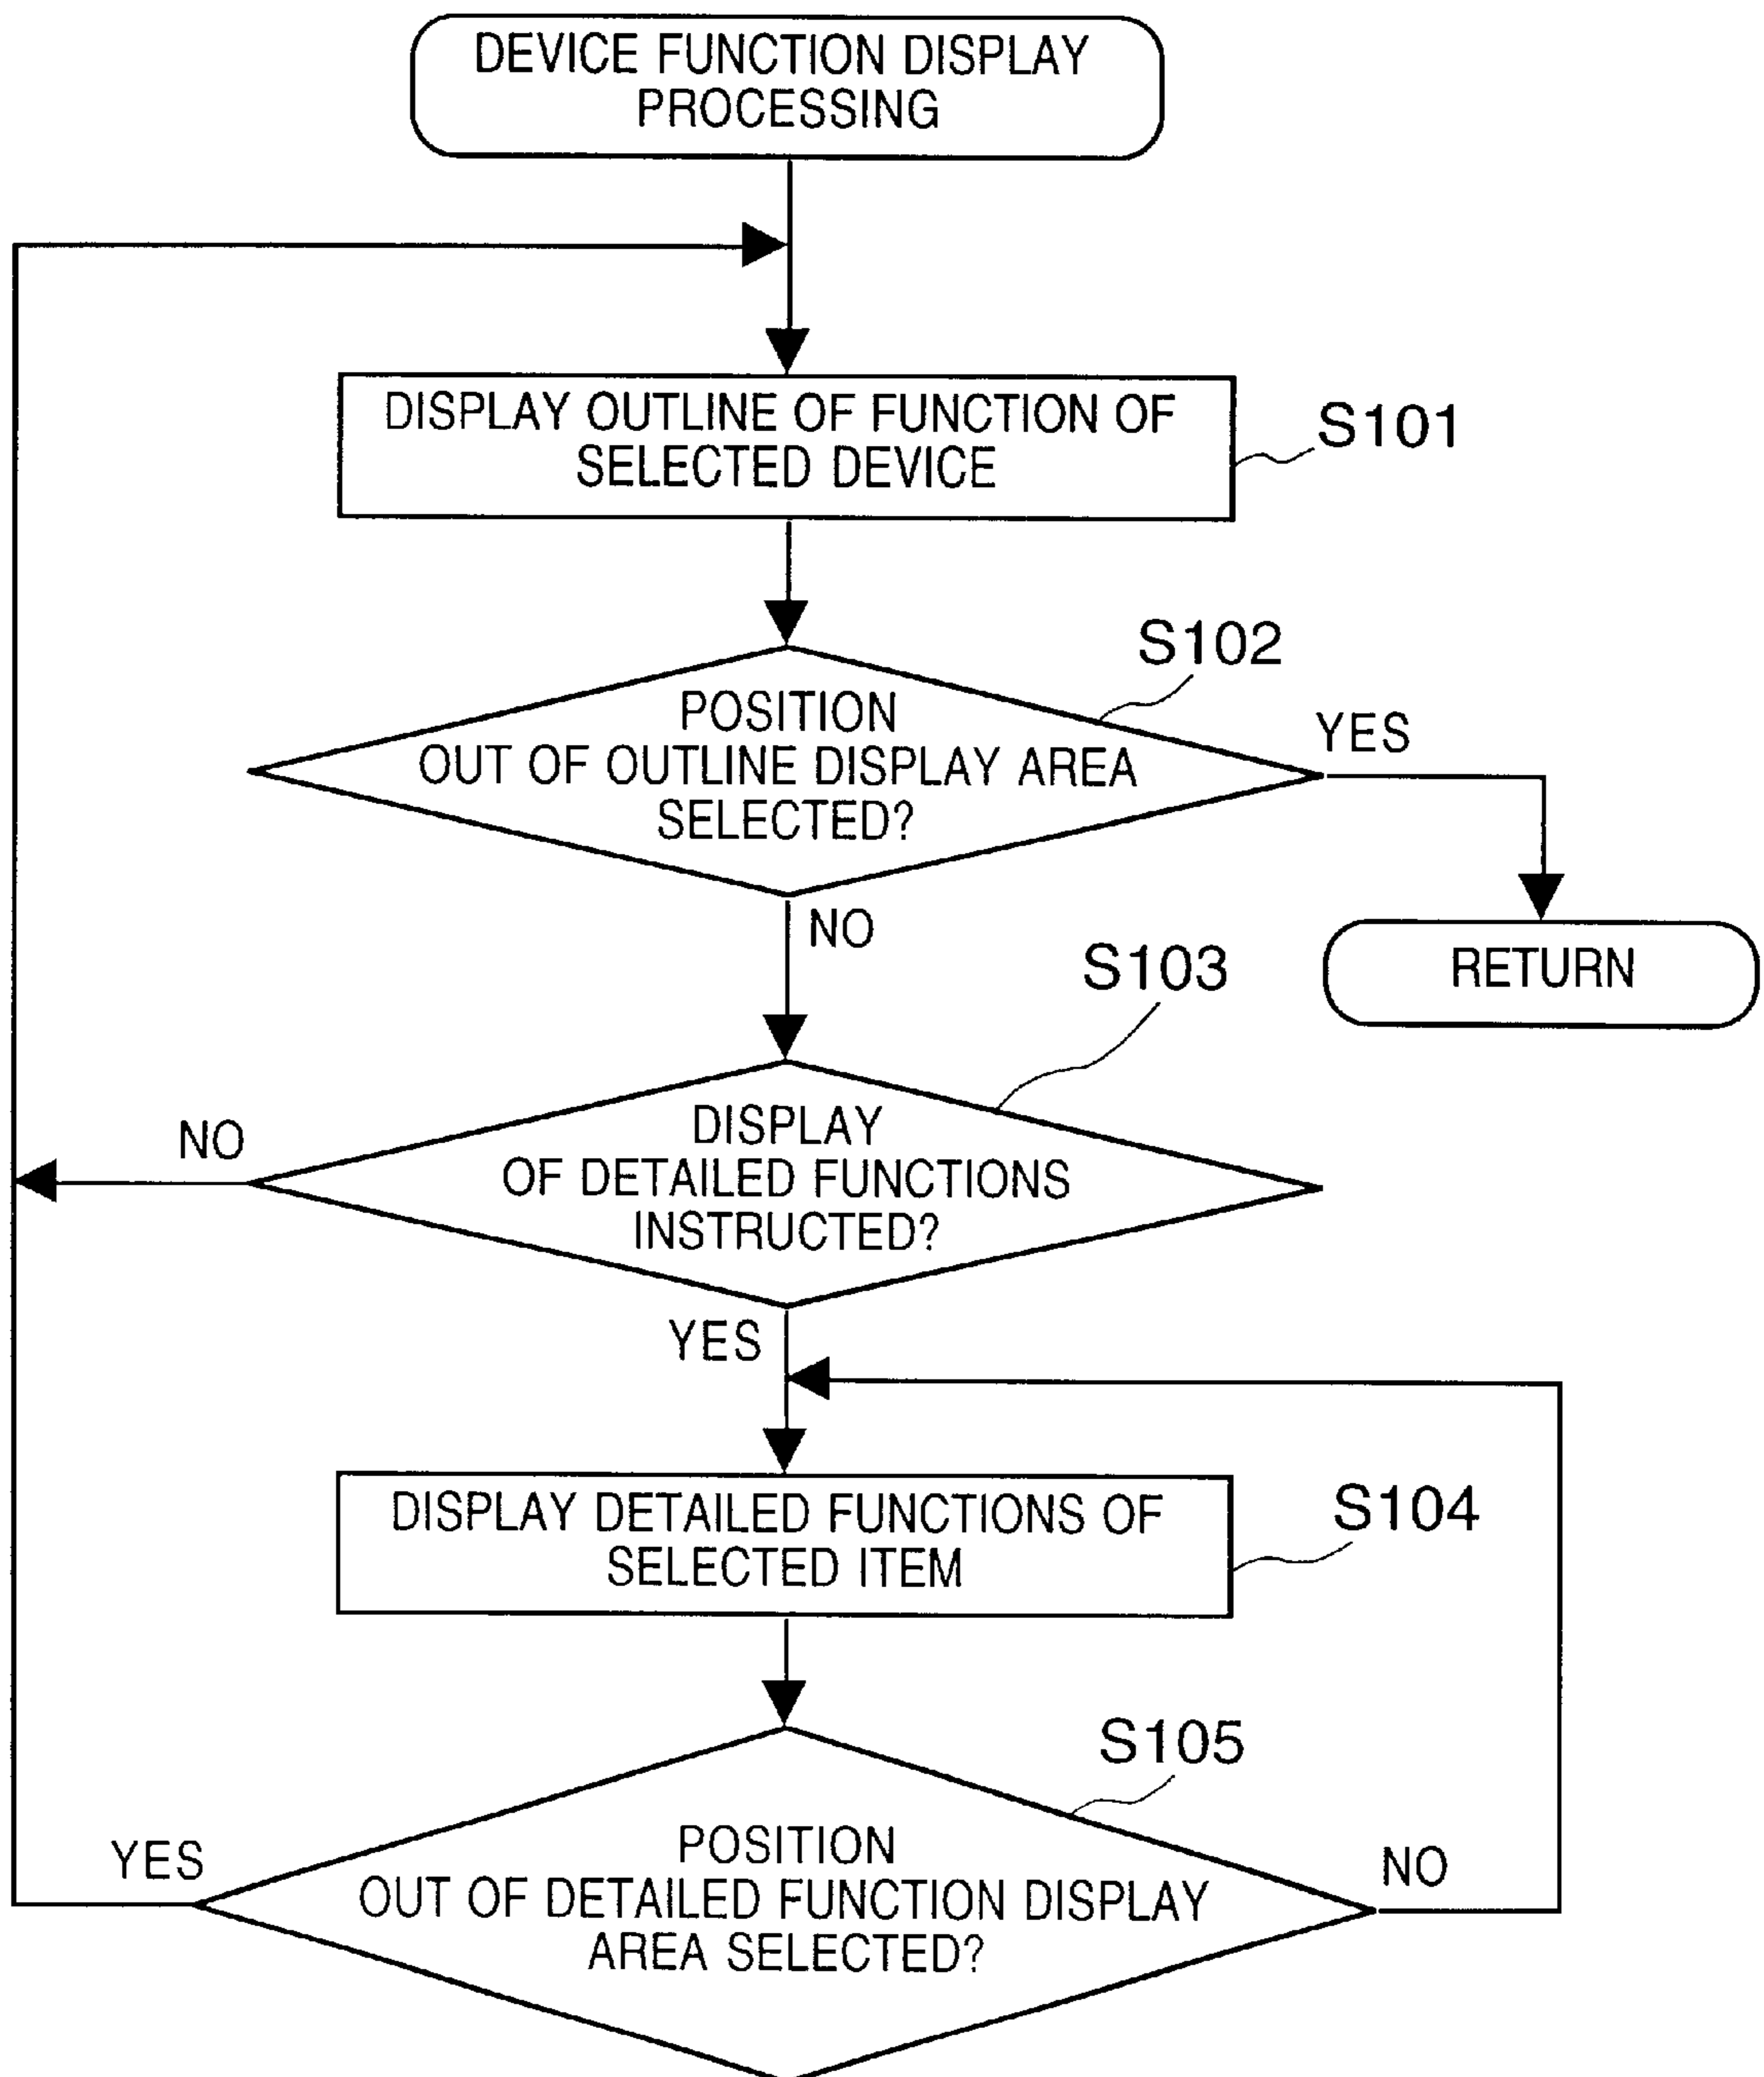 DEVICE FUNCTION DISPLAY
PROCESSING
DISPLAY OUTLINE OF FUNCTION OF
SELECTED DEVICE
S101
S102
POSITION
OUT OF OUTLINE DISPLAY AREA
SELECTED?
YES
NO
RETURN
S103
DISPLAY
OF DETAILED FUNCTIONS
INSTRUCTED?
NO
YES
DISPLAY DETAILED FUNCTIONS OF
SELECTED ITEM
S104
S105
POSITION
OUT OF DETAILED FUNCTION DISPLAY
AREA SELECTED?
YES
NO